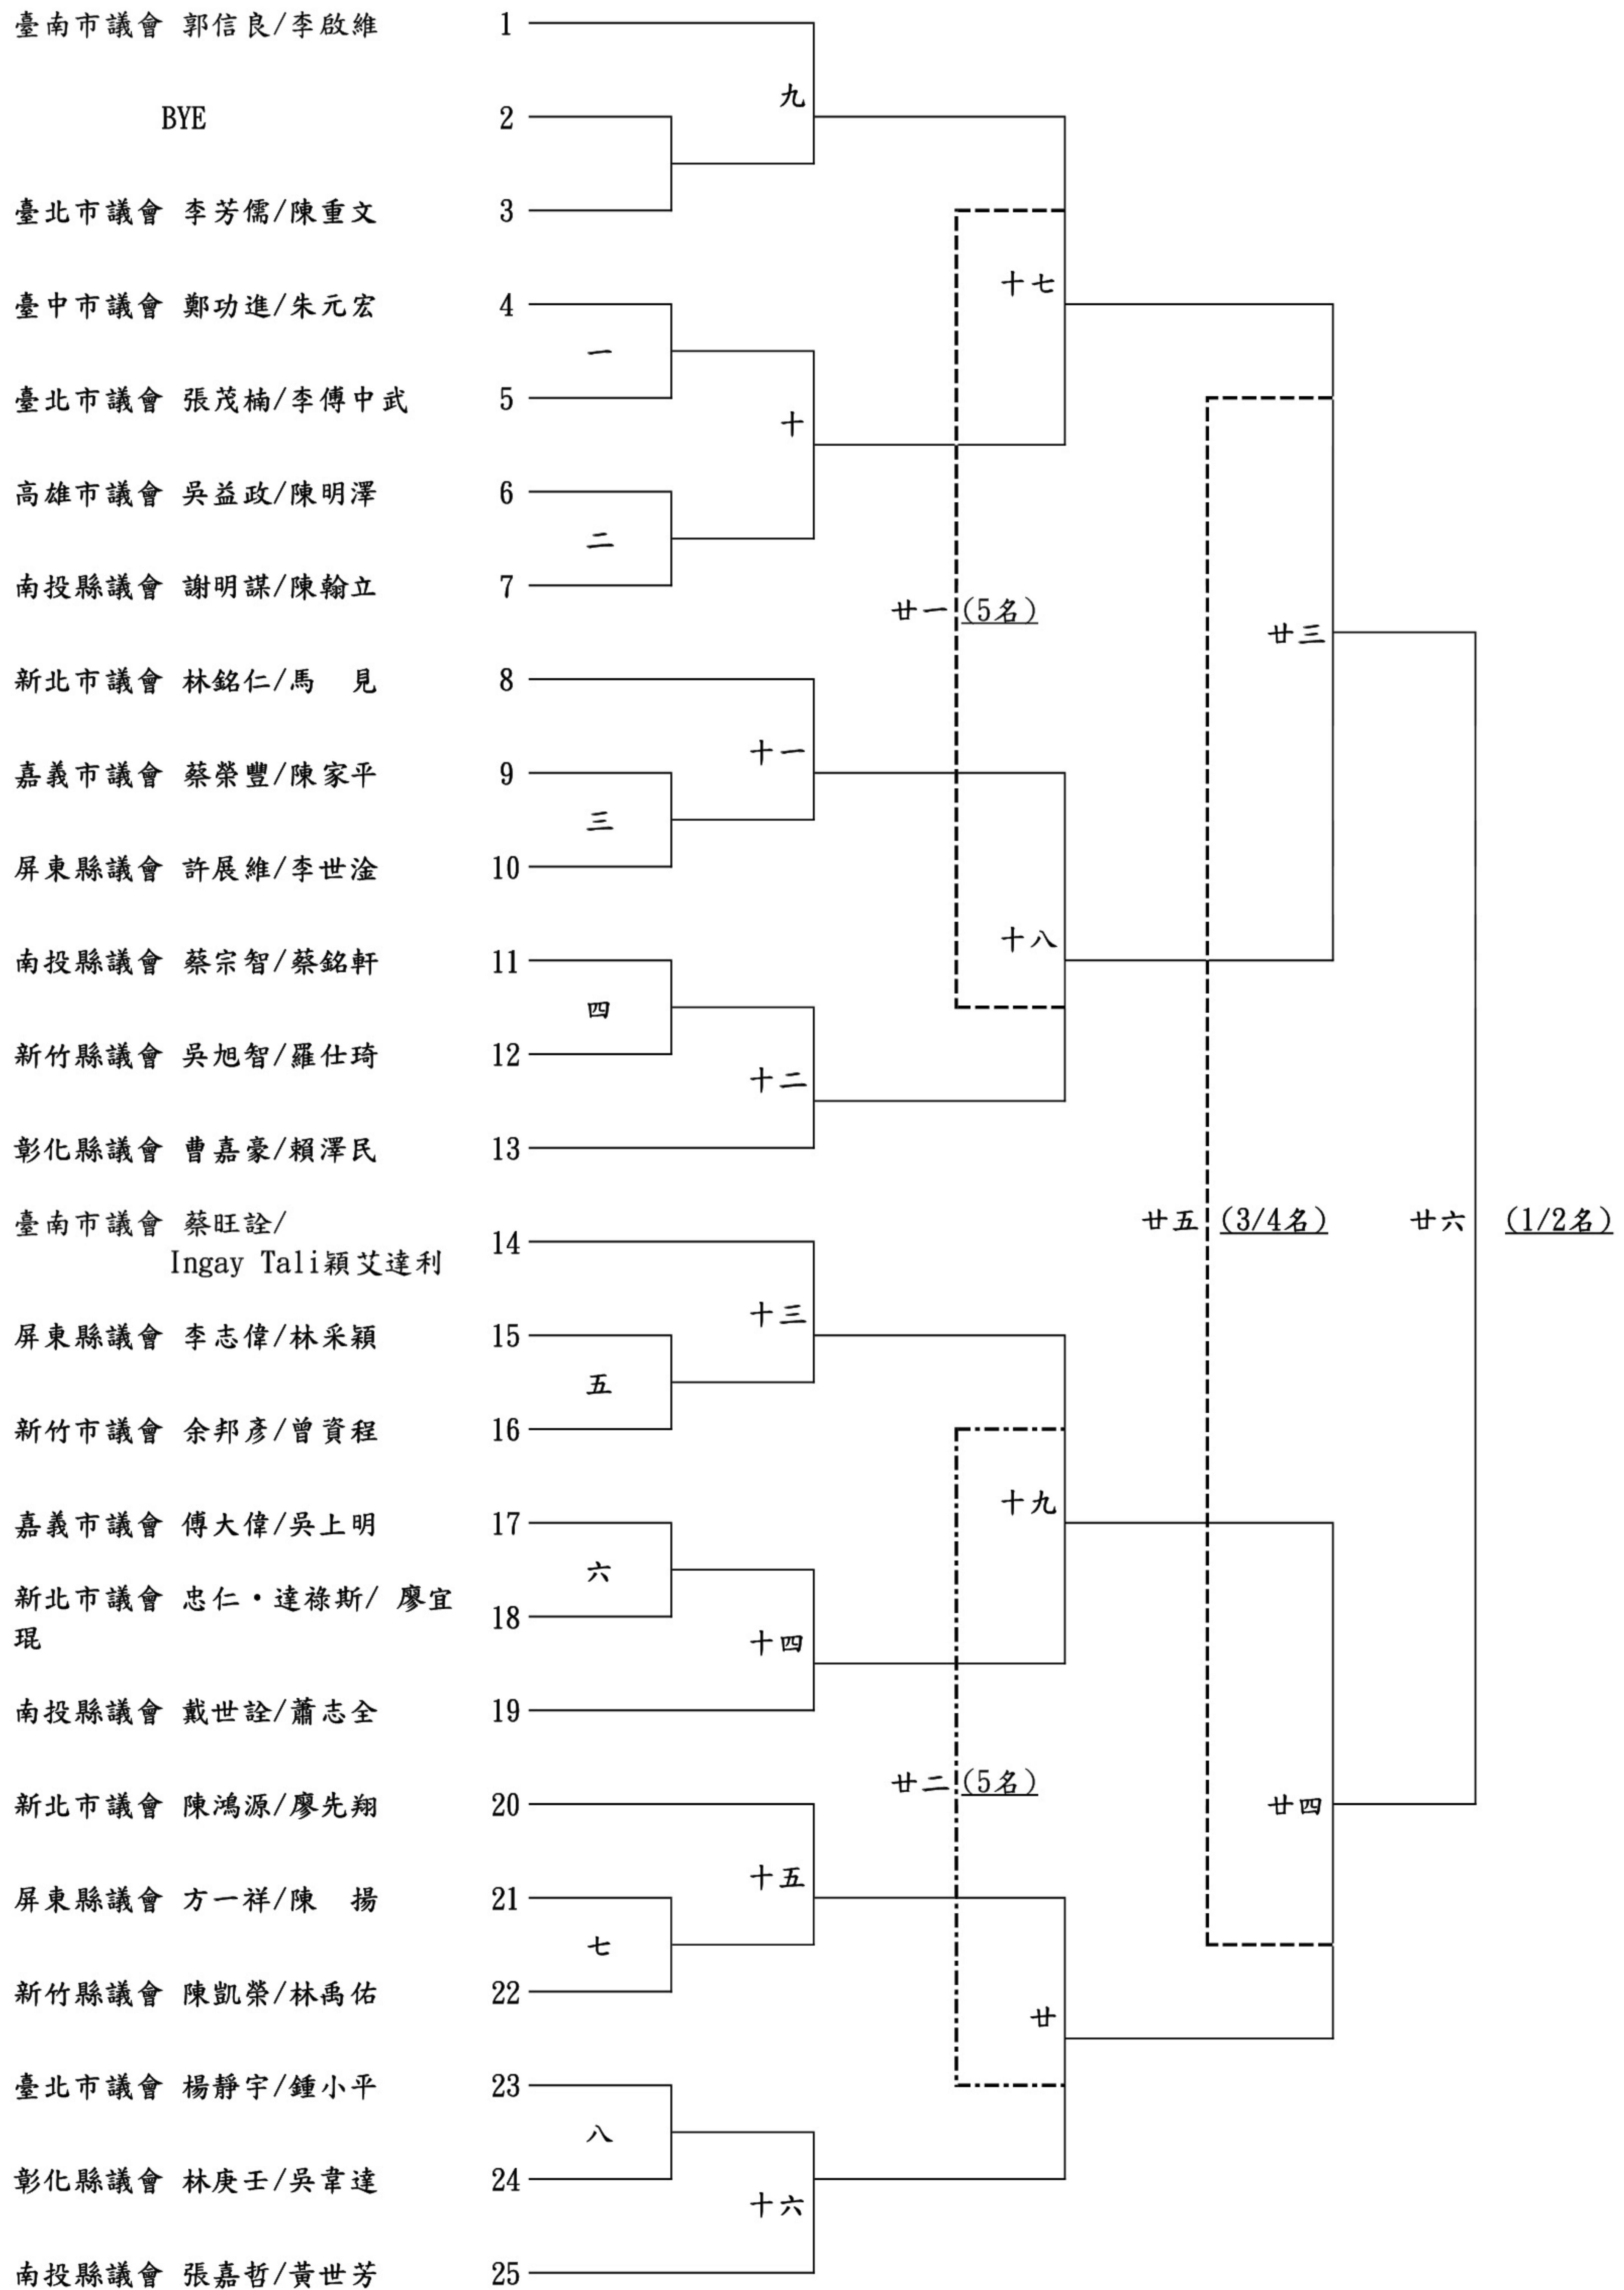 臺南市議會 郭信良/李啟維 1
九
BYE 2
臺北市議會 李芳儒/陳重文 3
十七
臺中市議會 鄭功進/朱元宏 4
一
臺北市議會 張茂楠/李傅中武 5
十
高雄市議會 吳益政/陳明澤 6
二
南投縣議會 謝明謀/陳翰立 7
廿一 (5名)
廿三
新北市議會 林銘仁/馬 見 8
十一
嘉義市議會 蔡榮豐/陳家平 9
三
屏東縣議會 許展維/李世淦 10
十八
南投縣議會 蔡宗智/蔡銘軒 11
四
新竹縣議會 吳旭智/羅仕琦 12
十二
彰化縣議會 曹嘉豪/賴澤民 13
廿五 (3/4名) 廿六 (1/2名)
臺南市議會 蔡旺詮/
Ingay Tali穎艾達利 14
十三
屏東縣議會 李志偉/林采穎 15
五
新竹市議會 余邦彥/曾資程 16
十九
嘉義市議會 傅大偉/吳上明 17
六
新北市議會 忠仁·達祿斯/ 廖宜
琨 18
十四
南投縣議會 戴世詮/蕭志全 19
廿二 (5名)
新北市議會 陳鴻源/廖先翔 20
廿四
十五
屏東縣議會 方一祥/陳 揚 21
七
新竹縣議會 陳凱榮/林禹佑 22
廿
臺北市議會 楊靜宇/鍾小平 23
八
彰化縣議會 林庚壬/吳韋達 24
十六
南投縣議會 張嘉哲/黃世芳 25